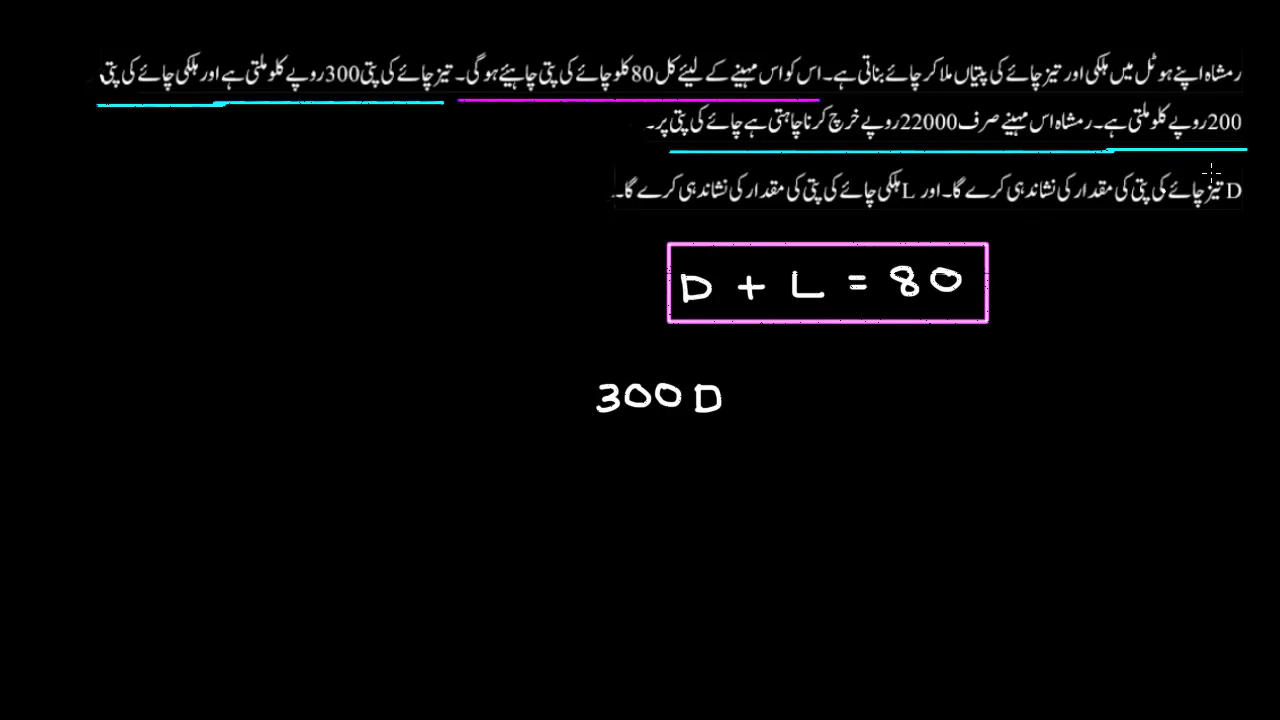 رمشاہ اپنے ہوٹل میں ہلکی اور تیز چائے کی پتیاں ملا کر چائے بناتی ہے۔ اس کو اس مہینے کے لیئے کل 80 کلو چائے کی پتی چاہیئے ہو گی۔ تیز چائے کی پتی 300 روپے کلو ملتی ہے اور ہلکی چائے کی پتی
200 روپے کلو ملتی ہے۔ رمشاہ اس مہینے صرف 22000 روپے خرچ کرنا چاہتی ہے چائے کی پتی پر۔
D تیز چائے کی پتی کی مقدار کی نشاندہی کرے گا۔ اور L ہلکی چائے کی پتی کی مقدار کی نشاندہی کرے گا۔
D + L = 80
300 D